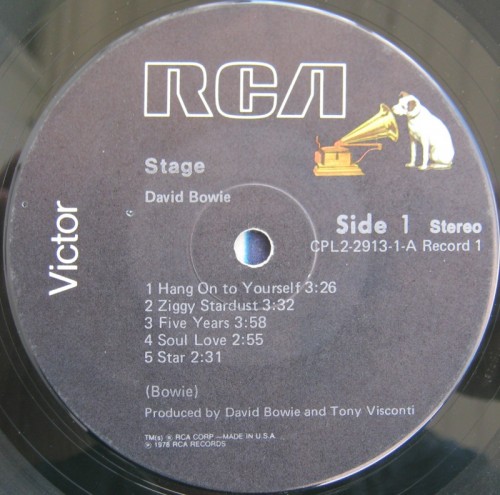 RCA
Stage
David Bowie
Victor
Side 1 Stereo
CPL2-2913-1-A Record 1
1 Hang On to Yourself 3:26
2 Ziggy Stardust 3:32
3 Five Years 3:58
4 Soul Love 2:55
5 Star 2:31
(Bowie)
Produced by David Bowie and Tony Visconti
TM(s) ® RCA CORP.—MADE IN U.S.A.
℗ 1978 RCA RECORDS